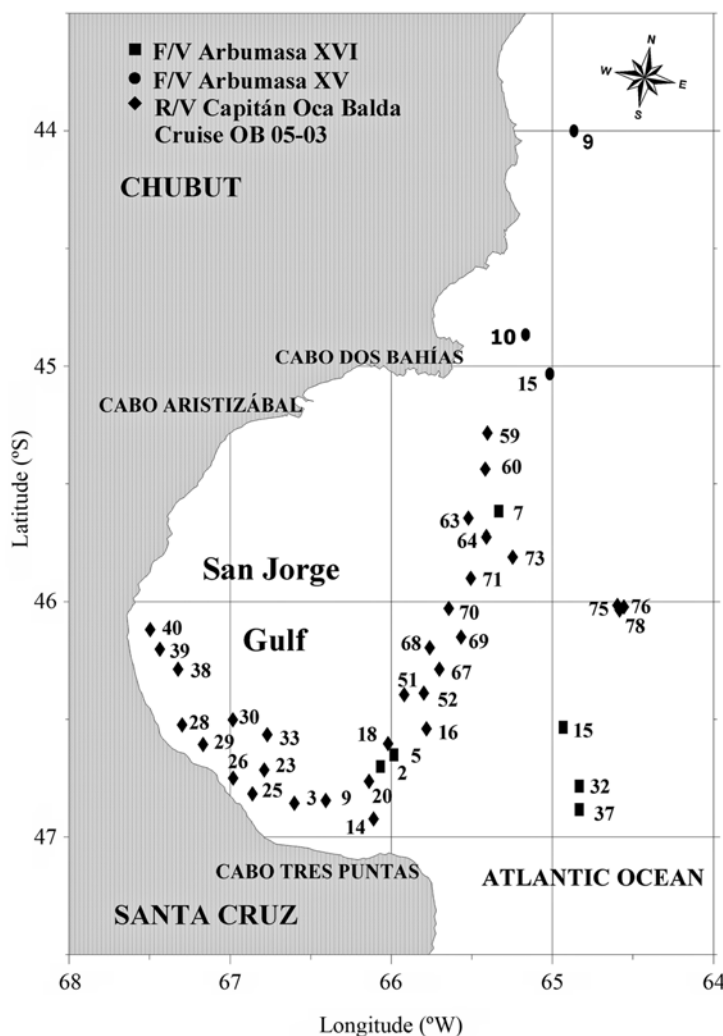 F/V Arbumasa XVI
F/V Arbumasa XV
R/V Capitán Oca Balda
Cruise OB 05-03
N
W
E
S
44
9
CHUBUT
10
CABO DOS BAHÍAS
45
15
CABO ARISTIZÁBAL
59
60
7
63
64
73
San Jorge
71
46
70
75
76
78
40
Gulf
39
68
69
38
67
51
52
28
30
18
16
15
29
33
5
26
23
2
32
25
3
9
20
37
14
47
CABO TRES PUNTAS
ATLANTIC OCEAN
SANTA CRUZ
68
67
66
65
64
Latitude (ºS)
Longitude (ºW)